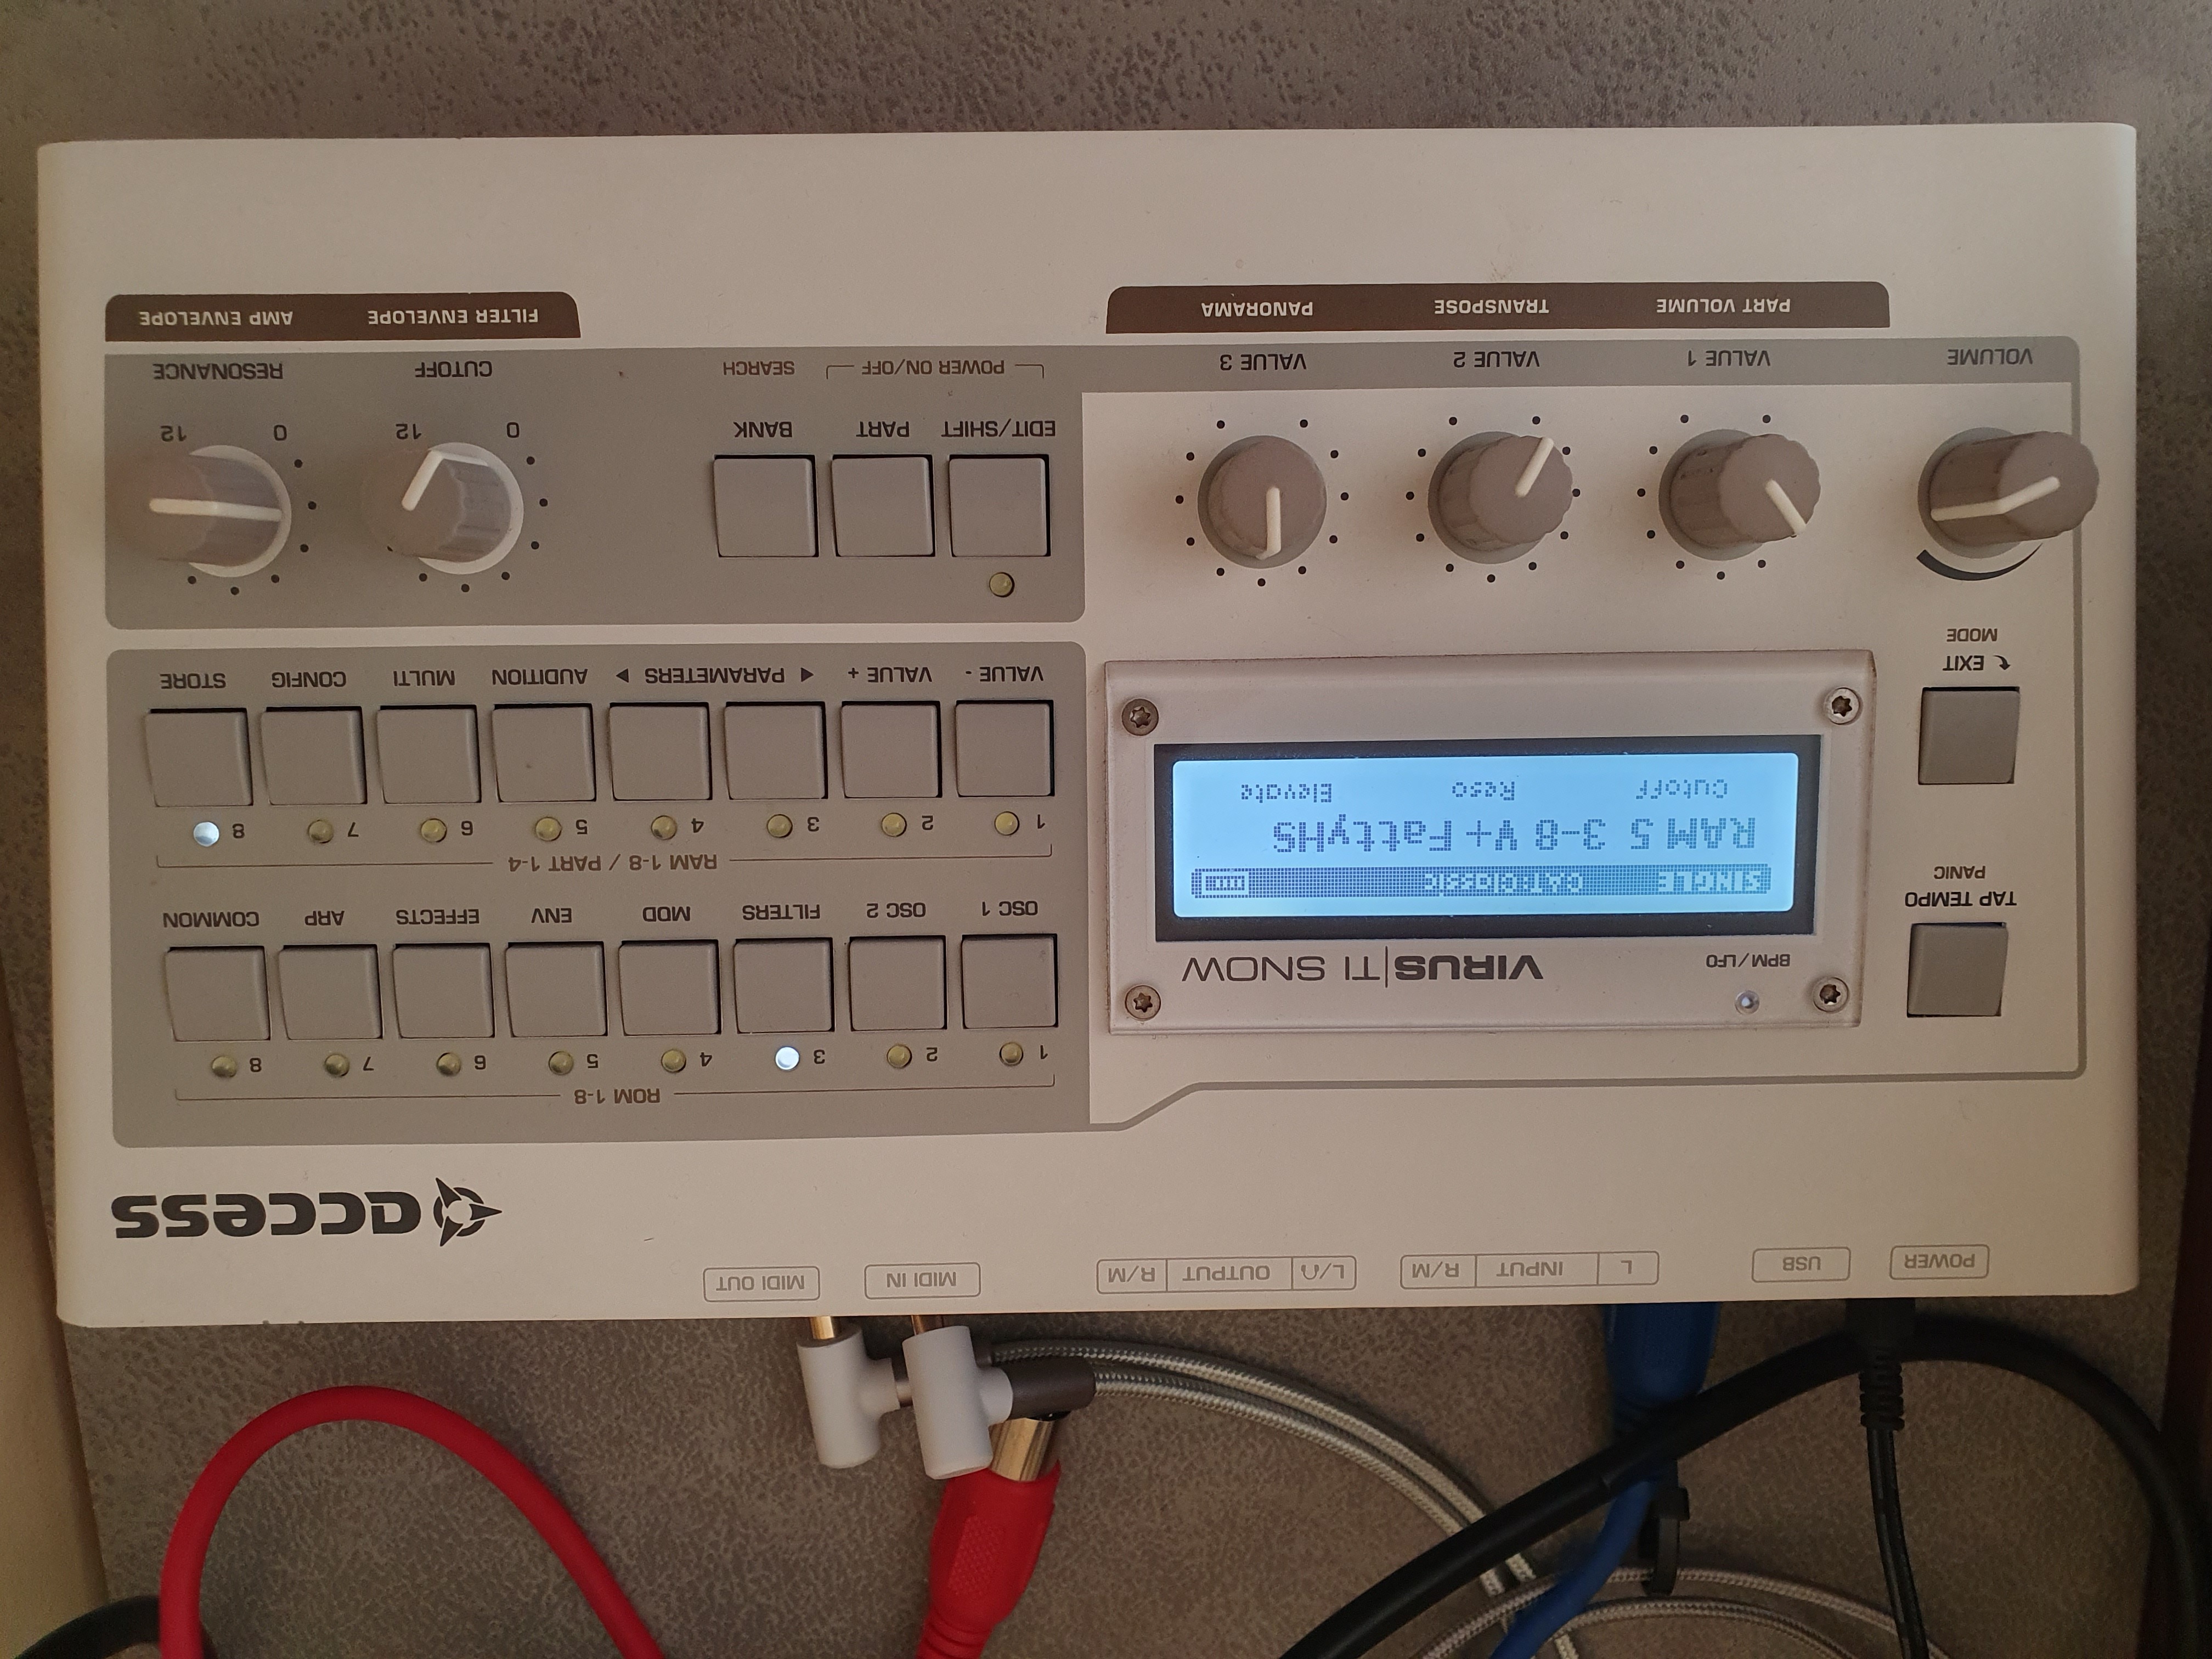 POWER
USB
L INPUT R/M
L/Ω OUTPUT R/M
MIDI IN
MIDI OUT
access
ROM 1-8
1 2 3 4 5 6 7 8
OSC 1 OSC 2 FILTERS MOD ENV EFFECTS ARP COMMON
RAM 1-8 / PART 1-4
1 2 3 4 5 6 7 8
VALUE - VALUE + ◄ PARAMETERS ► AUDITION MULTI CONFIG STORE
BPM/LFO
VIRUS|TI SNOW
TAP TEMPO
PANIC
SINGLE CAT:Classic
RAM 5 3-8 ¥+FattyHS
Cutoff Reso Elevate
EXIT
MODE
VOLUME
VALUE 1 VALUE 2 VALUE 3
PART VOLUME TRANSPOSE PANORAMA
EDIT/SHIFT PART BANK
POWER ON/OFF SEARCH
0 12
0 12
CUTOFF RESONANCE
FILTER ENVELOPE AMP ENVELOPE